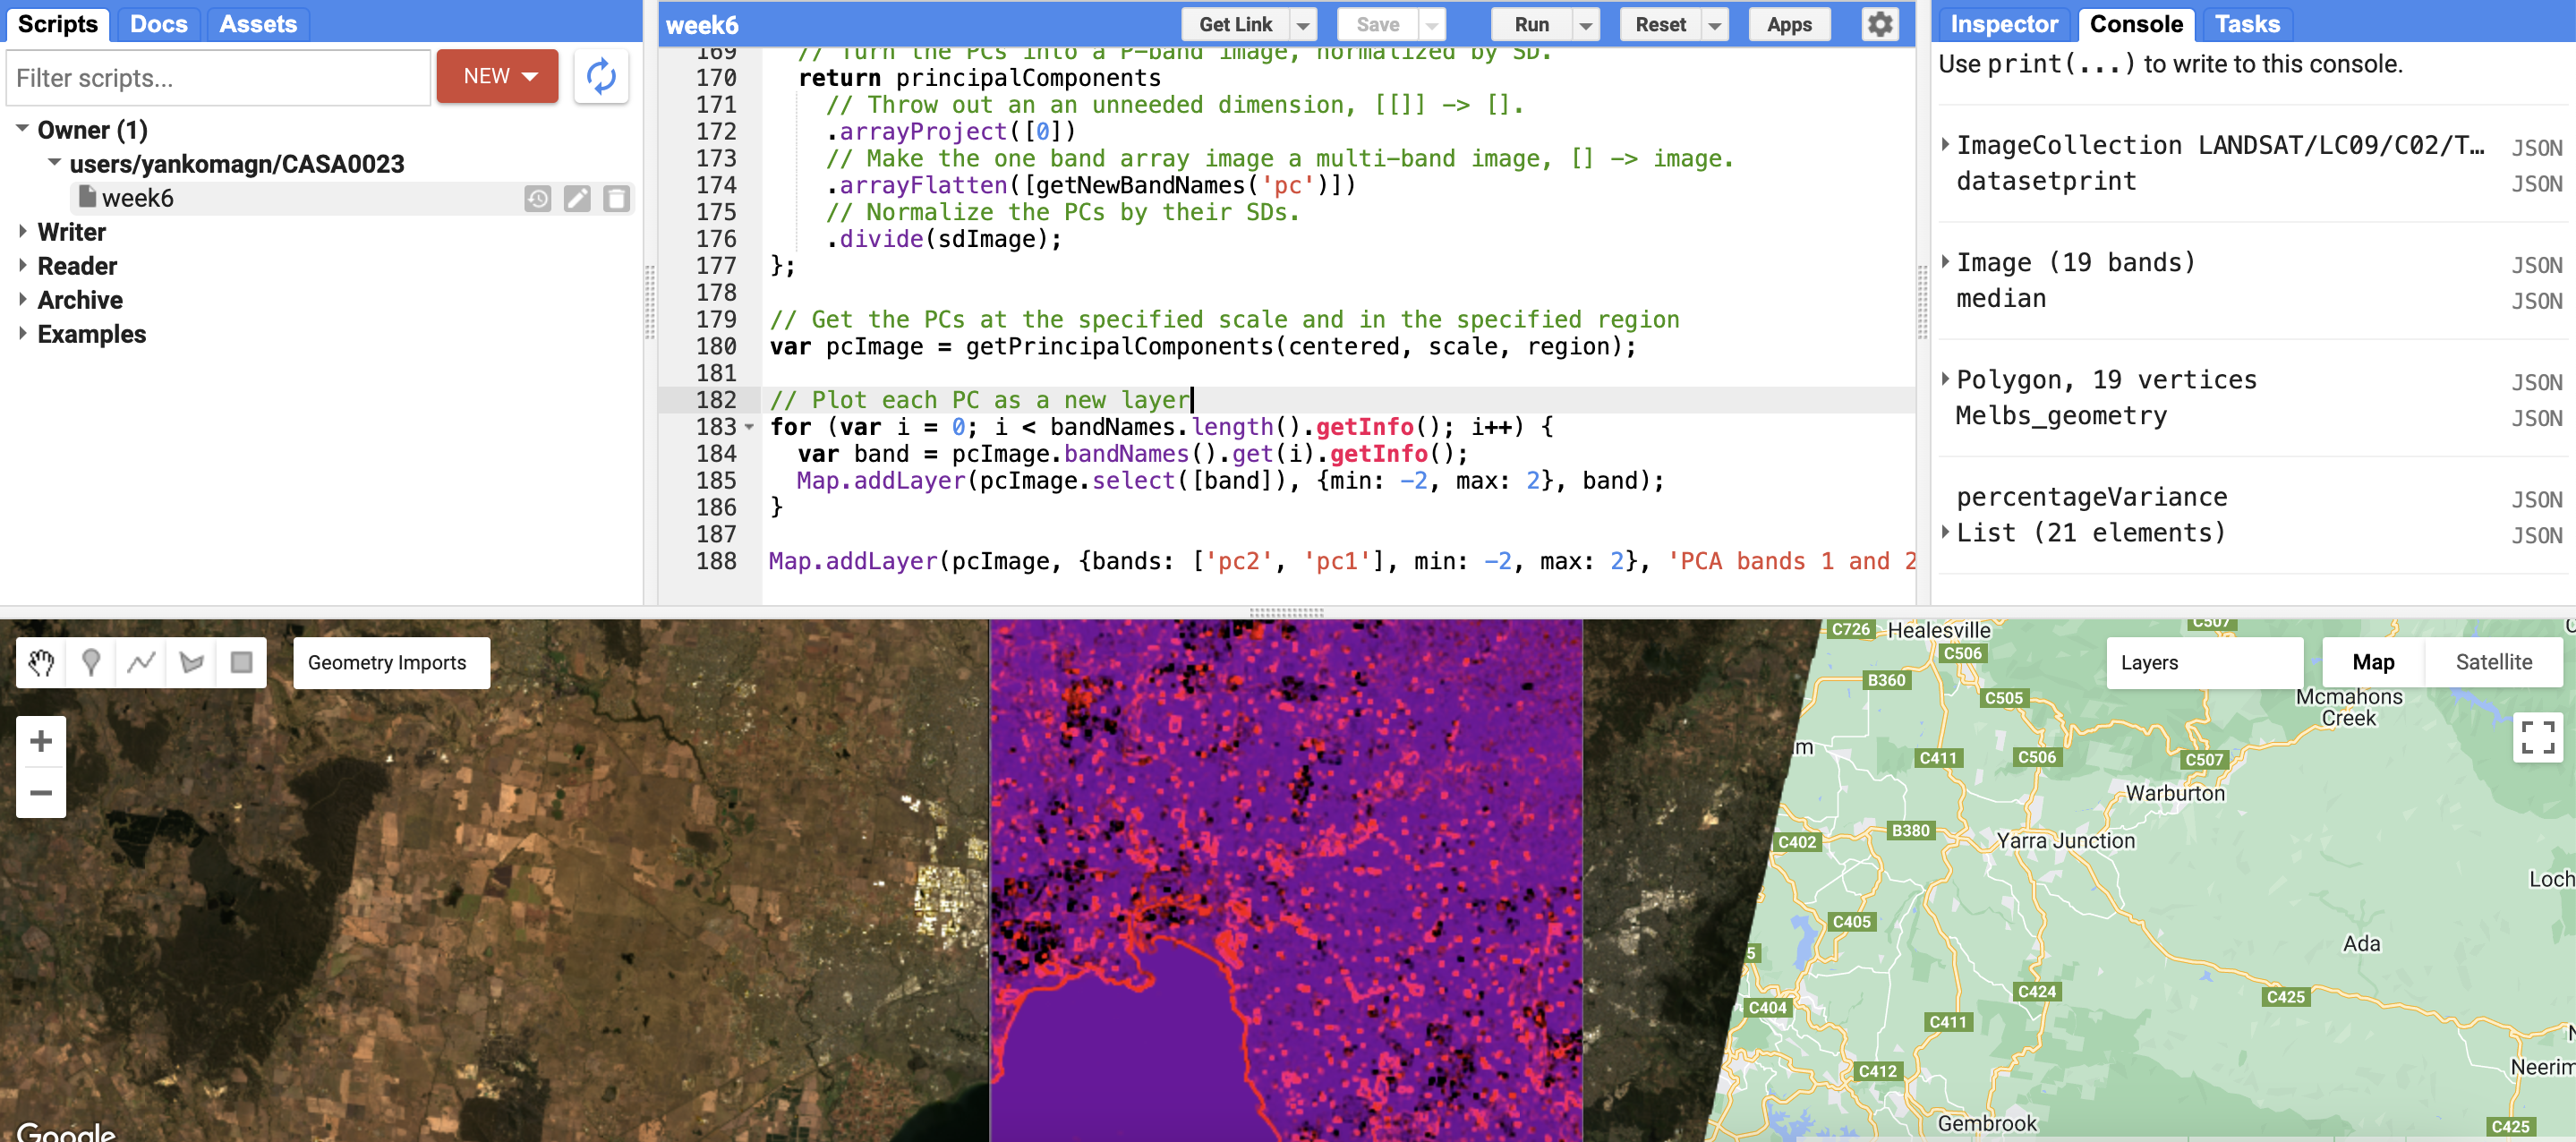 Scripts Docs Assets
Filter scripts...
NEW
Owner (1)
users/yankomagn/CASA0023
week6
Writer
Reader
Archive
Examples
week6
Get Link
Save
Run
Reset
Apps
169 // Turn the PCs into a P-band image, normalized by SD.
170 return principalComponents
171 // Throw out an an unneeded dimension, [[]] -> [].
172 .arrayProject([0])
173 // Make the one band array image a multi-band image, [] -> image.
174 .arrayFlatten([getNewBandNames('pc')])
175 // Normalize the PCs by their SDs.
176 .divide(sdImage);
177 };
178
179 // Get the PCs at the specified scale and in the specified region
180 var pcImage = getPrincipalComponents(centered, scale, region);
181
182 // Plot each PC as a new layer
183 for (var i = 0; i < bandNames.length().getInfo(); i++) {
184 var band = pcImage.bandNames().get(i).getInfo();
185 Map.addLayer(pcImage.select([band]), {min: -2, max: 2}, band);
186 }
187
188 Map.addLayer(pcImage, {bands: ['pc2', 'pc1'], min: -2, max: 2}, 'PCA bands 1 and 2
Inspector Console Tasks
Use print(...) to write to this console.
ImageCollection LANDSAT/LC09/C02/T… JSON
datasetprint JSON
Image (19 bands) JSON
median JSON
Polygon, 19 vertices JSON
Melbs_geometry JSON
percentageVariance JSON
List (21 elements) JSON
Geometry Imports
+
−
Layers
Map
Satellite
C726
Healesville
C507
C506
B360
C505
Mcmahons
Creek
m
C411
C506
C507
Warburton
C402
B380
Yarra Junction
Loch
C405
5
Ada
C404
C424
C425
C411
C412
Neerim
Gembrook
C425
Google